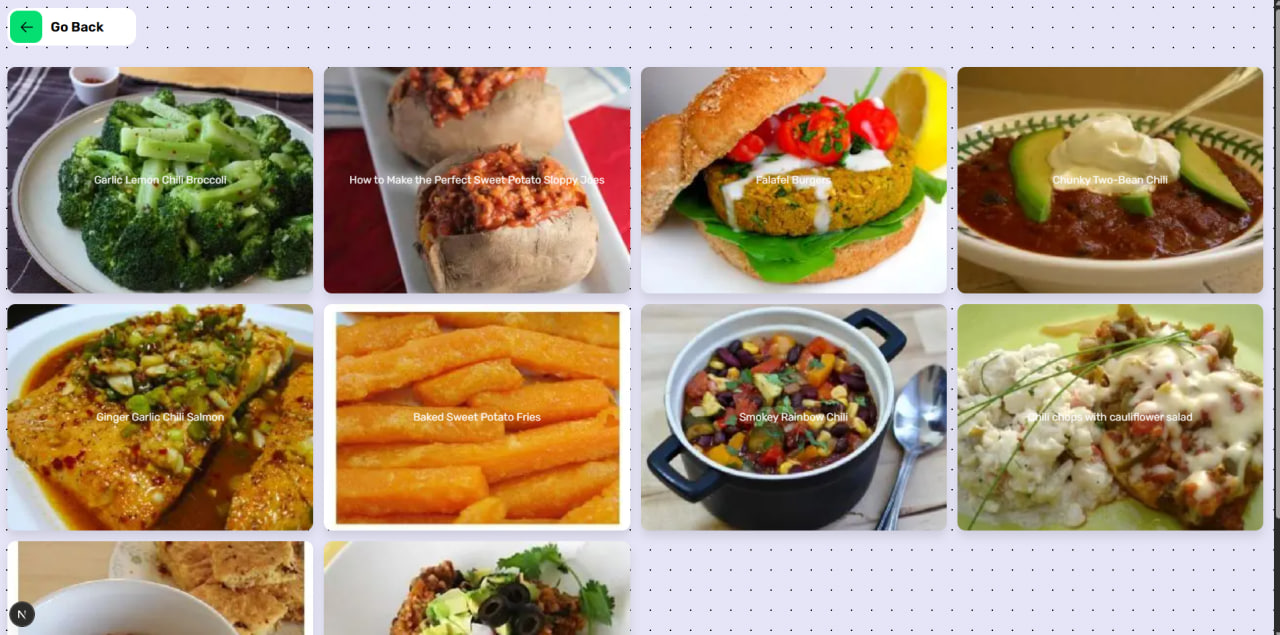 Go Back
Garlic Lemon Chili Broccoli
How to Make the Perfect Sweet Potato Sloppy Joes
Falafel Burgers
Chunky Two-Bean Chili
Ginger Garlic Chili Salmon
Baked Sweet Potato Fries
Smokey Rainbow Chili
Chili chops with cauliflower salad
N